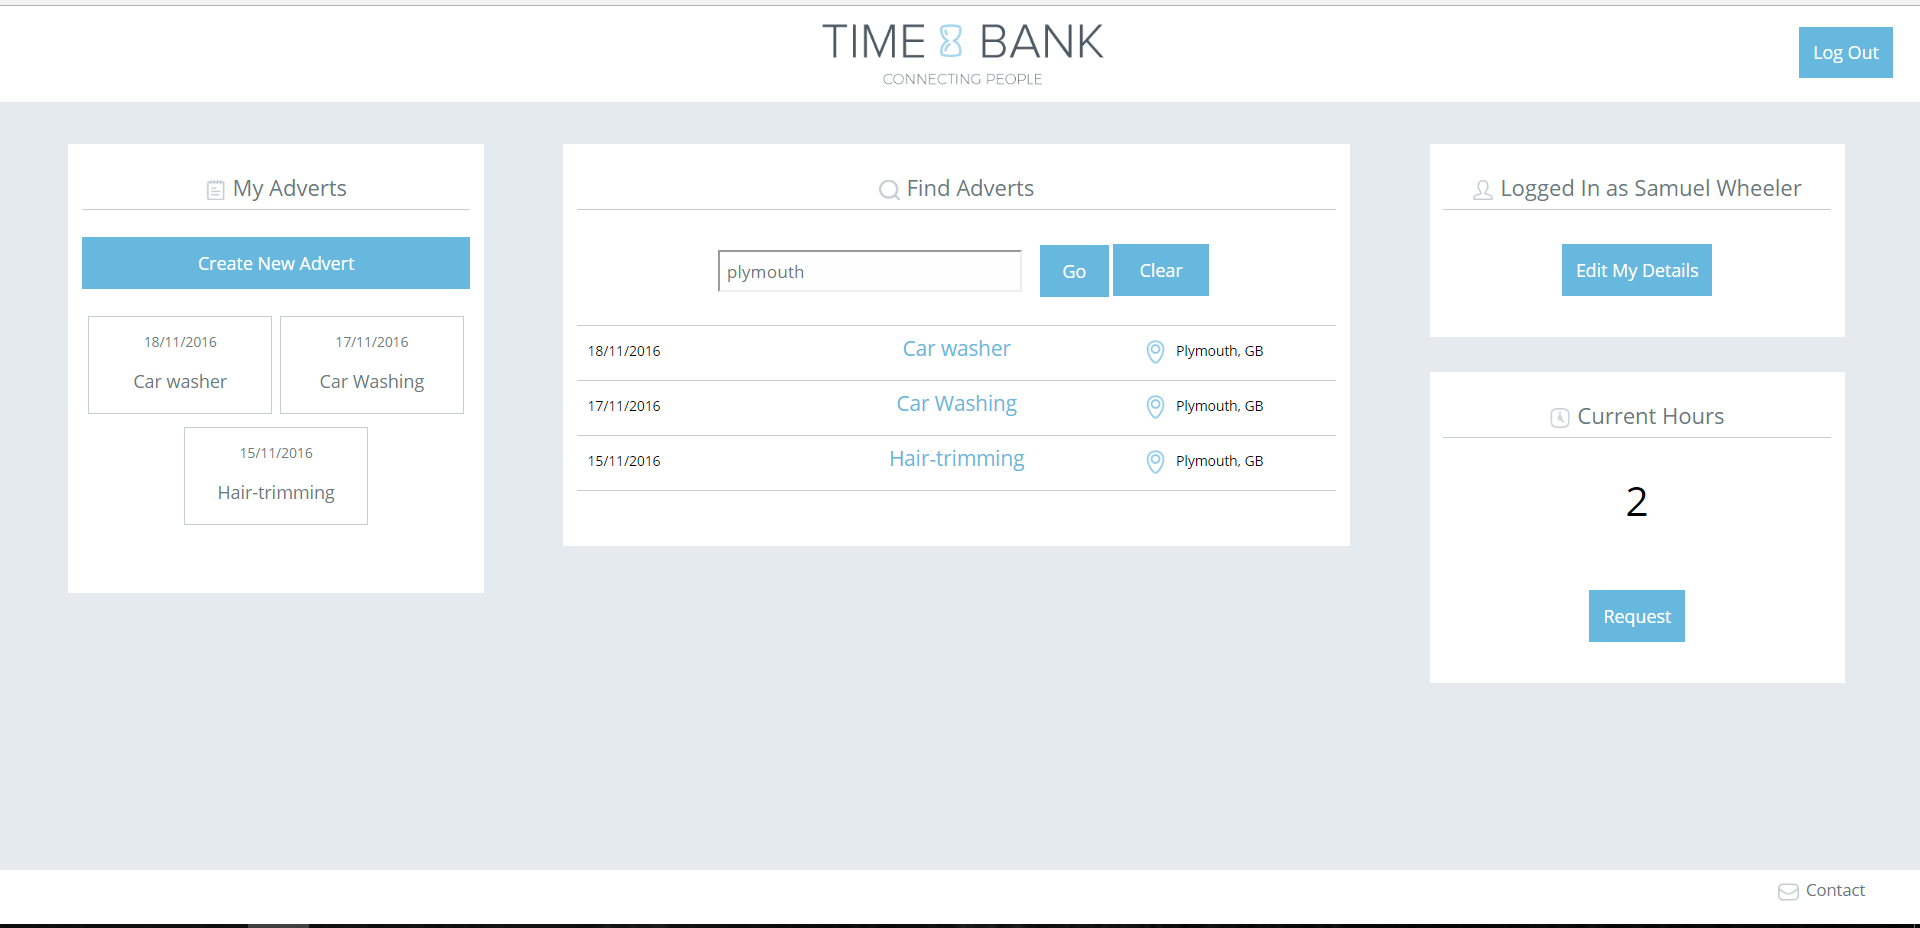 TIME BANK
CONNECTING PEOPLE
Log Out
My Adverts
Create New Advert
18/11/2016
Car washer
17/11/2016
Car Washing
15/11/2016
Hair-trimming
Find Adverts
plymouth
Go
Clear
18/11/2016 Car washer Plymouth, GB
17/11/2016 Car Washing Plymouth, GB
15/11/2016 Hair-trimming Plymouth, GB
Logged In as Samuel Wheeler
Edit My Details
Current Hours
2
Request
Contact